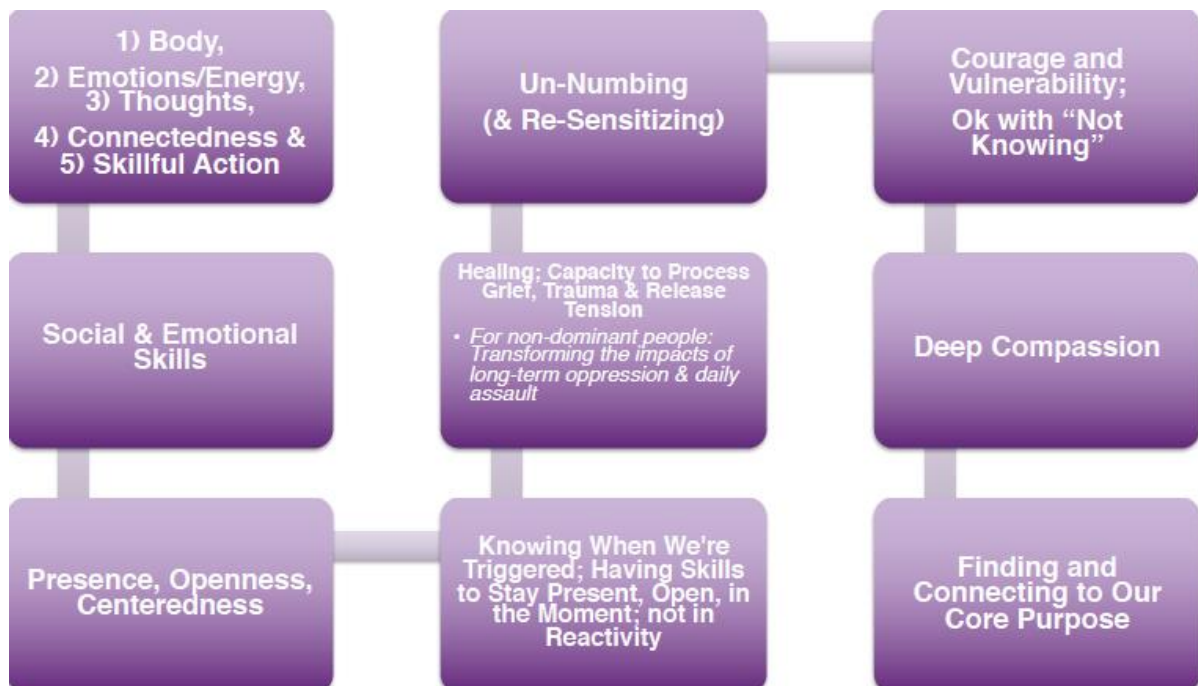 1) Body,
2) Emotions/Energy,
3) Thoughts,
4) Connectedness &
5) Skillful Action
Social & Emotional
Skills
Presence, Openness,
Centeredness
Knowing When We're
Triggered; Having Skills
to Stay Present, Open, in
the Moment; not in
Reactivity
Healing; Capacity to Process
Grief, Trauma & Release
Tension
• For non-dominant people:
Transforming the impacts of
long-term oppression & daily
assault
Un-Numbing
(& Re-Sensitizing)
Courage and
Vulnerability;
Ok with “Not
Knowing”
Deep Compassion
Finding and
Connecting to Our
Core Purpose